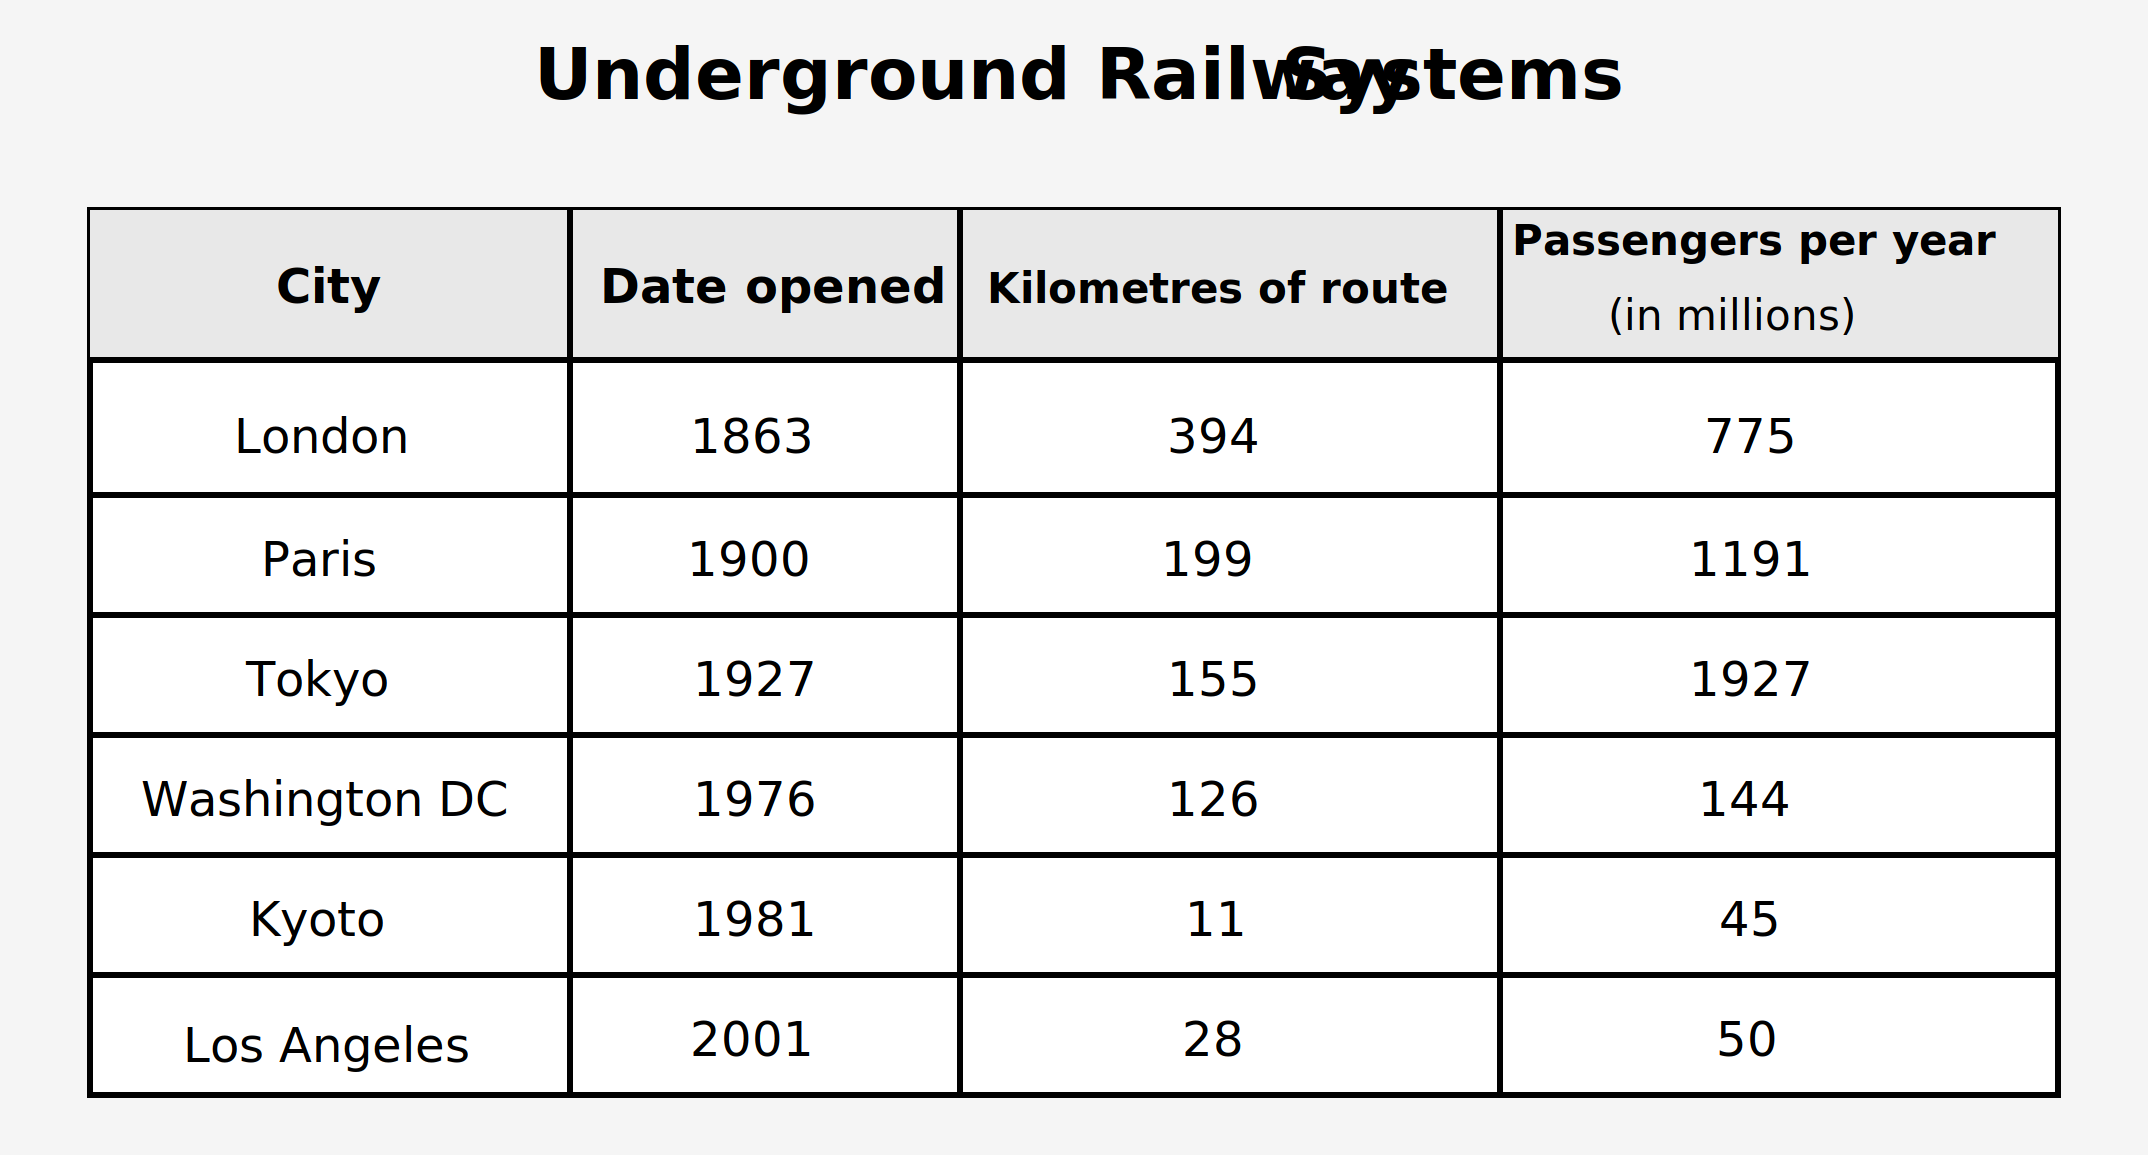 Underground Railway Systems
City Date opened Kilometres of route Passengers per year
(in millions)
London 1863 394 775
Paris 1900 199 1191
Tokyo 1927 155 1927
Washington DC 1976 126 144
Kyoto 1981 11 45
Los Angeles 2001 28 50